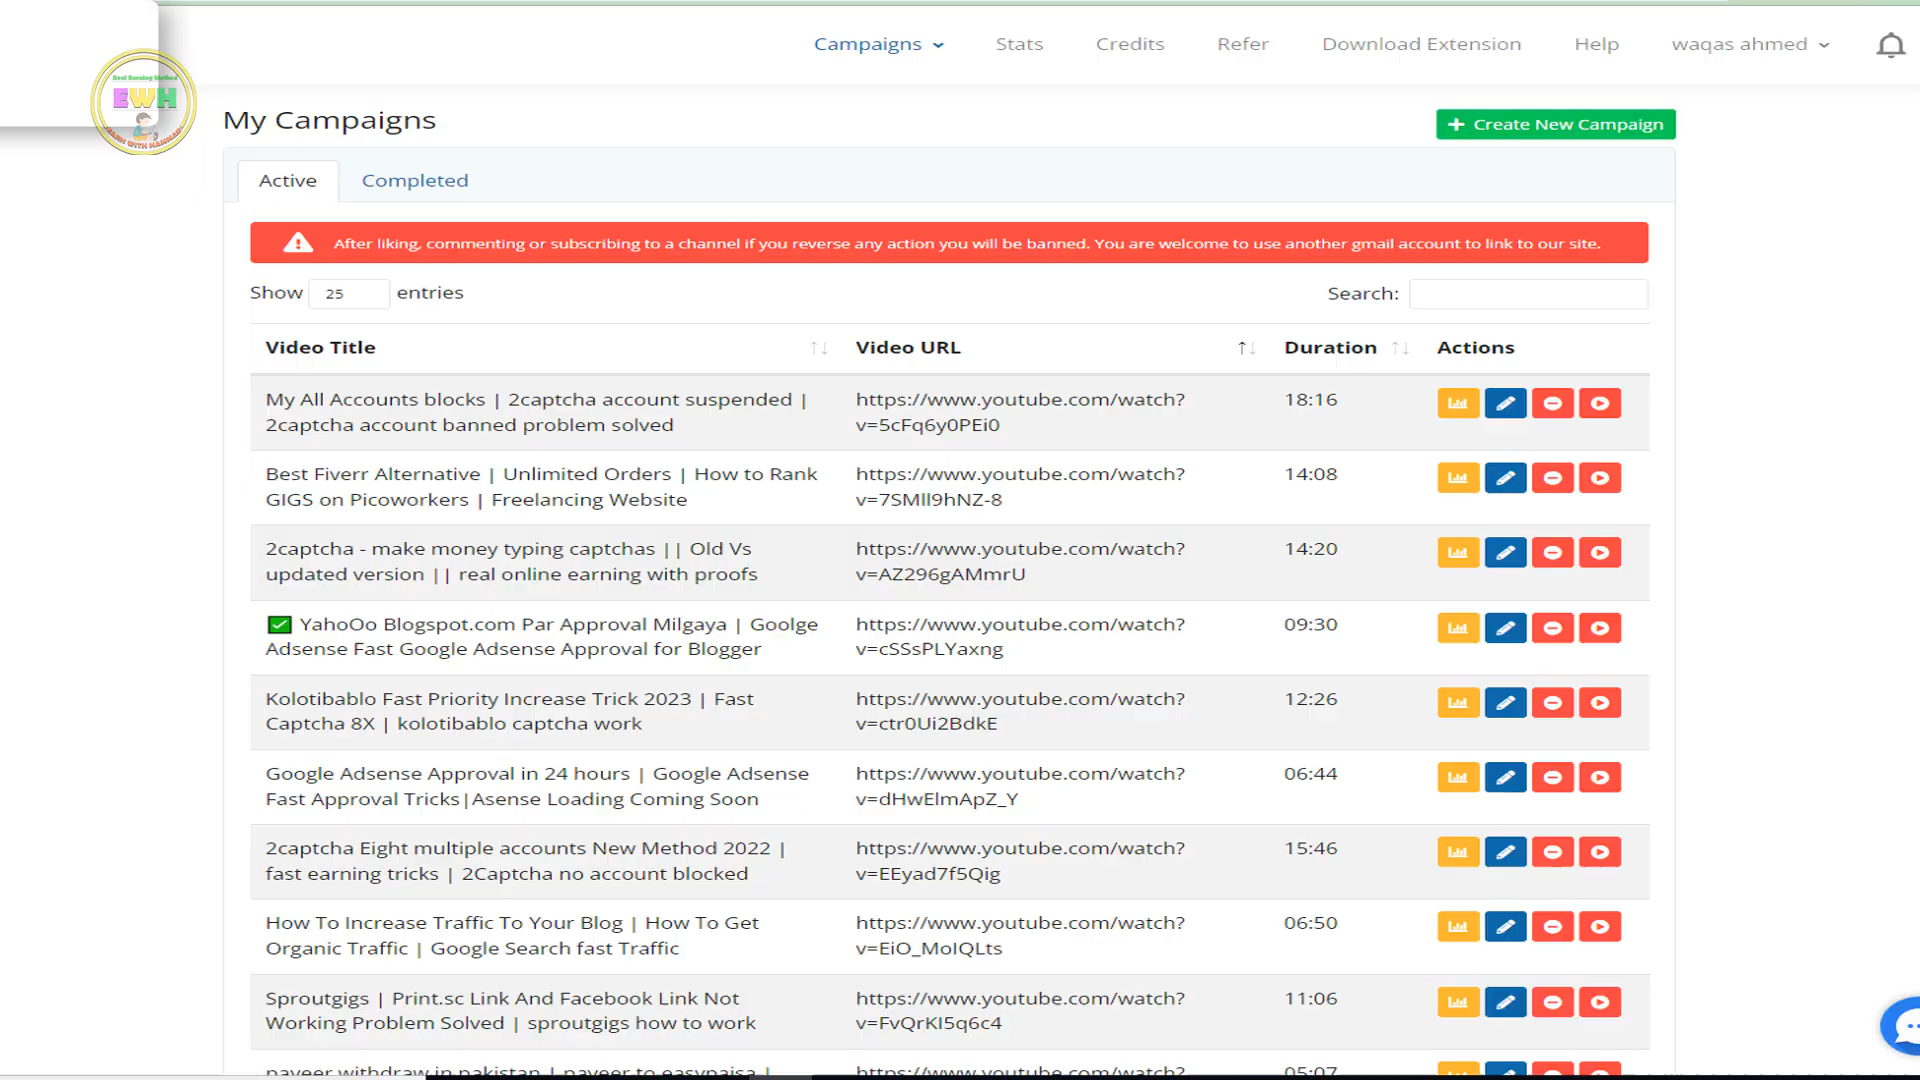 Campaigns
Stats
Credits
Refer
Download Extension
Help
waqas ahmed
EWH
My Campaigns
Create New Campaign
Active
Completed
After liking, commenting or subscribing to a channel if you reverse any action you will be banned. You are welcome to use another gmail account to link to our site.
Show 25 entries
Search:
Video Title
Video URL
Duration
Actions
My All Accounts blocks | 2captcha account suspended |
2captcha account banned problem solved
https://www.youtube.com/watch?
v=5cFq6y0PEi0
18:16
Best Fiverr Alternative | Unlimited Orders | How to Rank
GIGS on Picoworkers | Freelancing Website
https://www.youtube.com/watch?
v=7SMll9hNZ-8
14:08
2captcha - make money typing captchas || Old Vs
updated version || real online earning with proofs
https://www.youtube.com/watch?
v=AZ296gAMmrU
14:20
✅ YahoOo Blogspot.com Par Approval Milgaya | Goolge
Adsense Fast Google Adsense Approval for Blogger
https://www.youtube.com/watch?
v=cSSsPLYaxng
09:30
Kolotibablo Fast Priority Increase Trick 2023 | Fast
Captcha 8X | kolotibablo captcha work
https://www.youtube.com/watch?
v=ctr0Ui2BdkE
12:26
Google Adsense Approval in 24 hours | Google Adsense
Fast Approval Tricks|Asense Loading Coming Soon
https://www.youtube.com/watch?
v=dHwElmApZ_Y
06:44
2captcha Eight multiple accounts New Method 2022 |
fast earning tricks | 2Captcha no account blocked
https://www.youtube.com/watch?
v=EEyad7f5Qig
15:46
How To Increase Traffic To Your Blog | How To Get
Organic Traffic | Google Search fast Traffic
https://www.youtube.com/watch?
v=EiO_MoIQLts
06:50
Sproutgigs | Print.sc Link And Facebook Link Not
Working Problem Solved | sproutgigs how to work
https://www.youtube.com/watch?
v=FvQrKI5q6c4
11:06
payeer withdraw in pakistan | payeer to easypaisa |
https://www.youtube.com/watch?
05:07